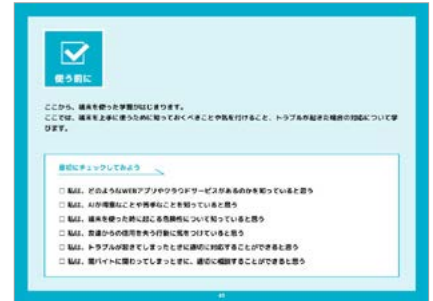 使う前に
ここから、端末を使った学習がはじまります。
ここでは、端末を上手に使うために知っておくべきことや気を付けること、トラブルが起きた場合の対応について学
びます。
最初にチェックしてみよう
□ 私は、どのようなWEBアプリやクラウドサービスがあるのかを知っていると思う
□ 私は、AIが得意なことや苦手なことを知っていると思う
□ 私は、端末を使った時に起こる危険性について知っていると思う
□ 私は、友達からの信用を失う行動に気をつけていると思う
□ 私は、トラブルが起きてしまったときに適切に対応することができると思う
□ 私は、闇バイトに関わってしまったときに、適切に相談することができると思う